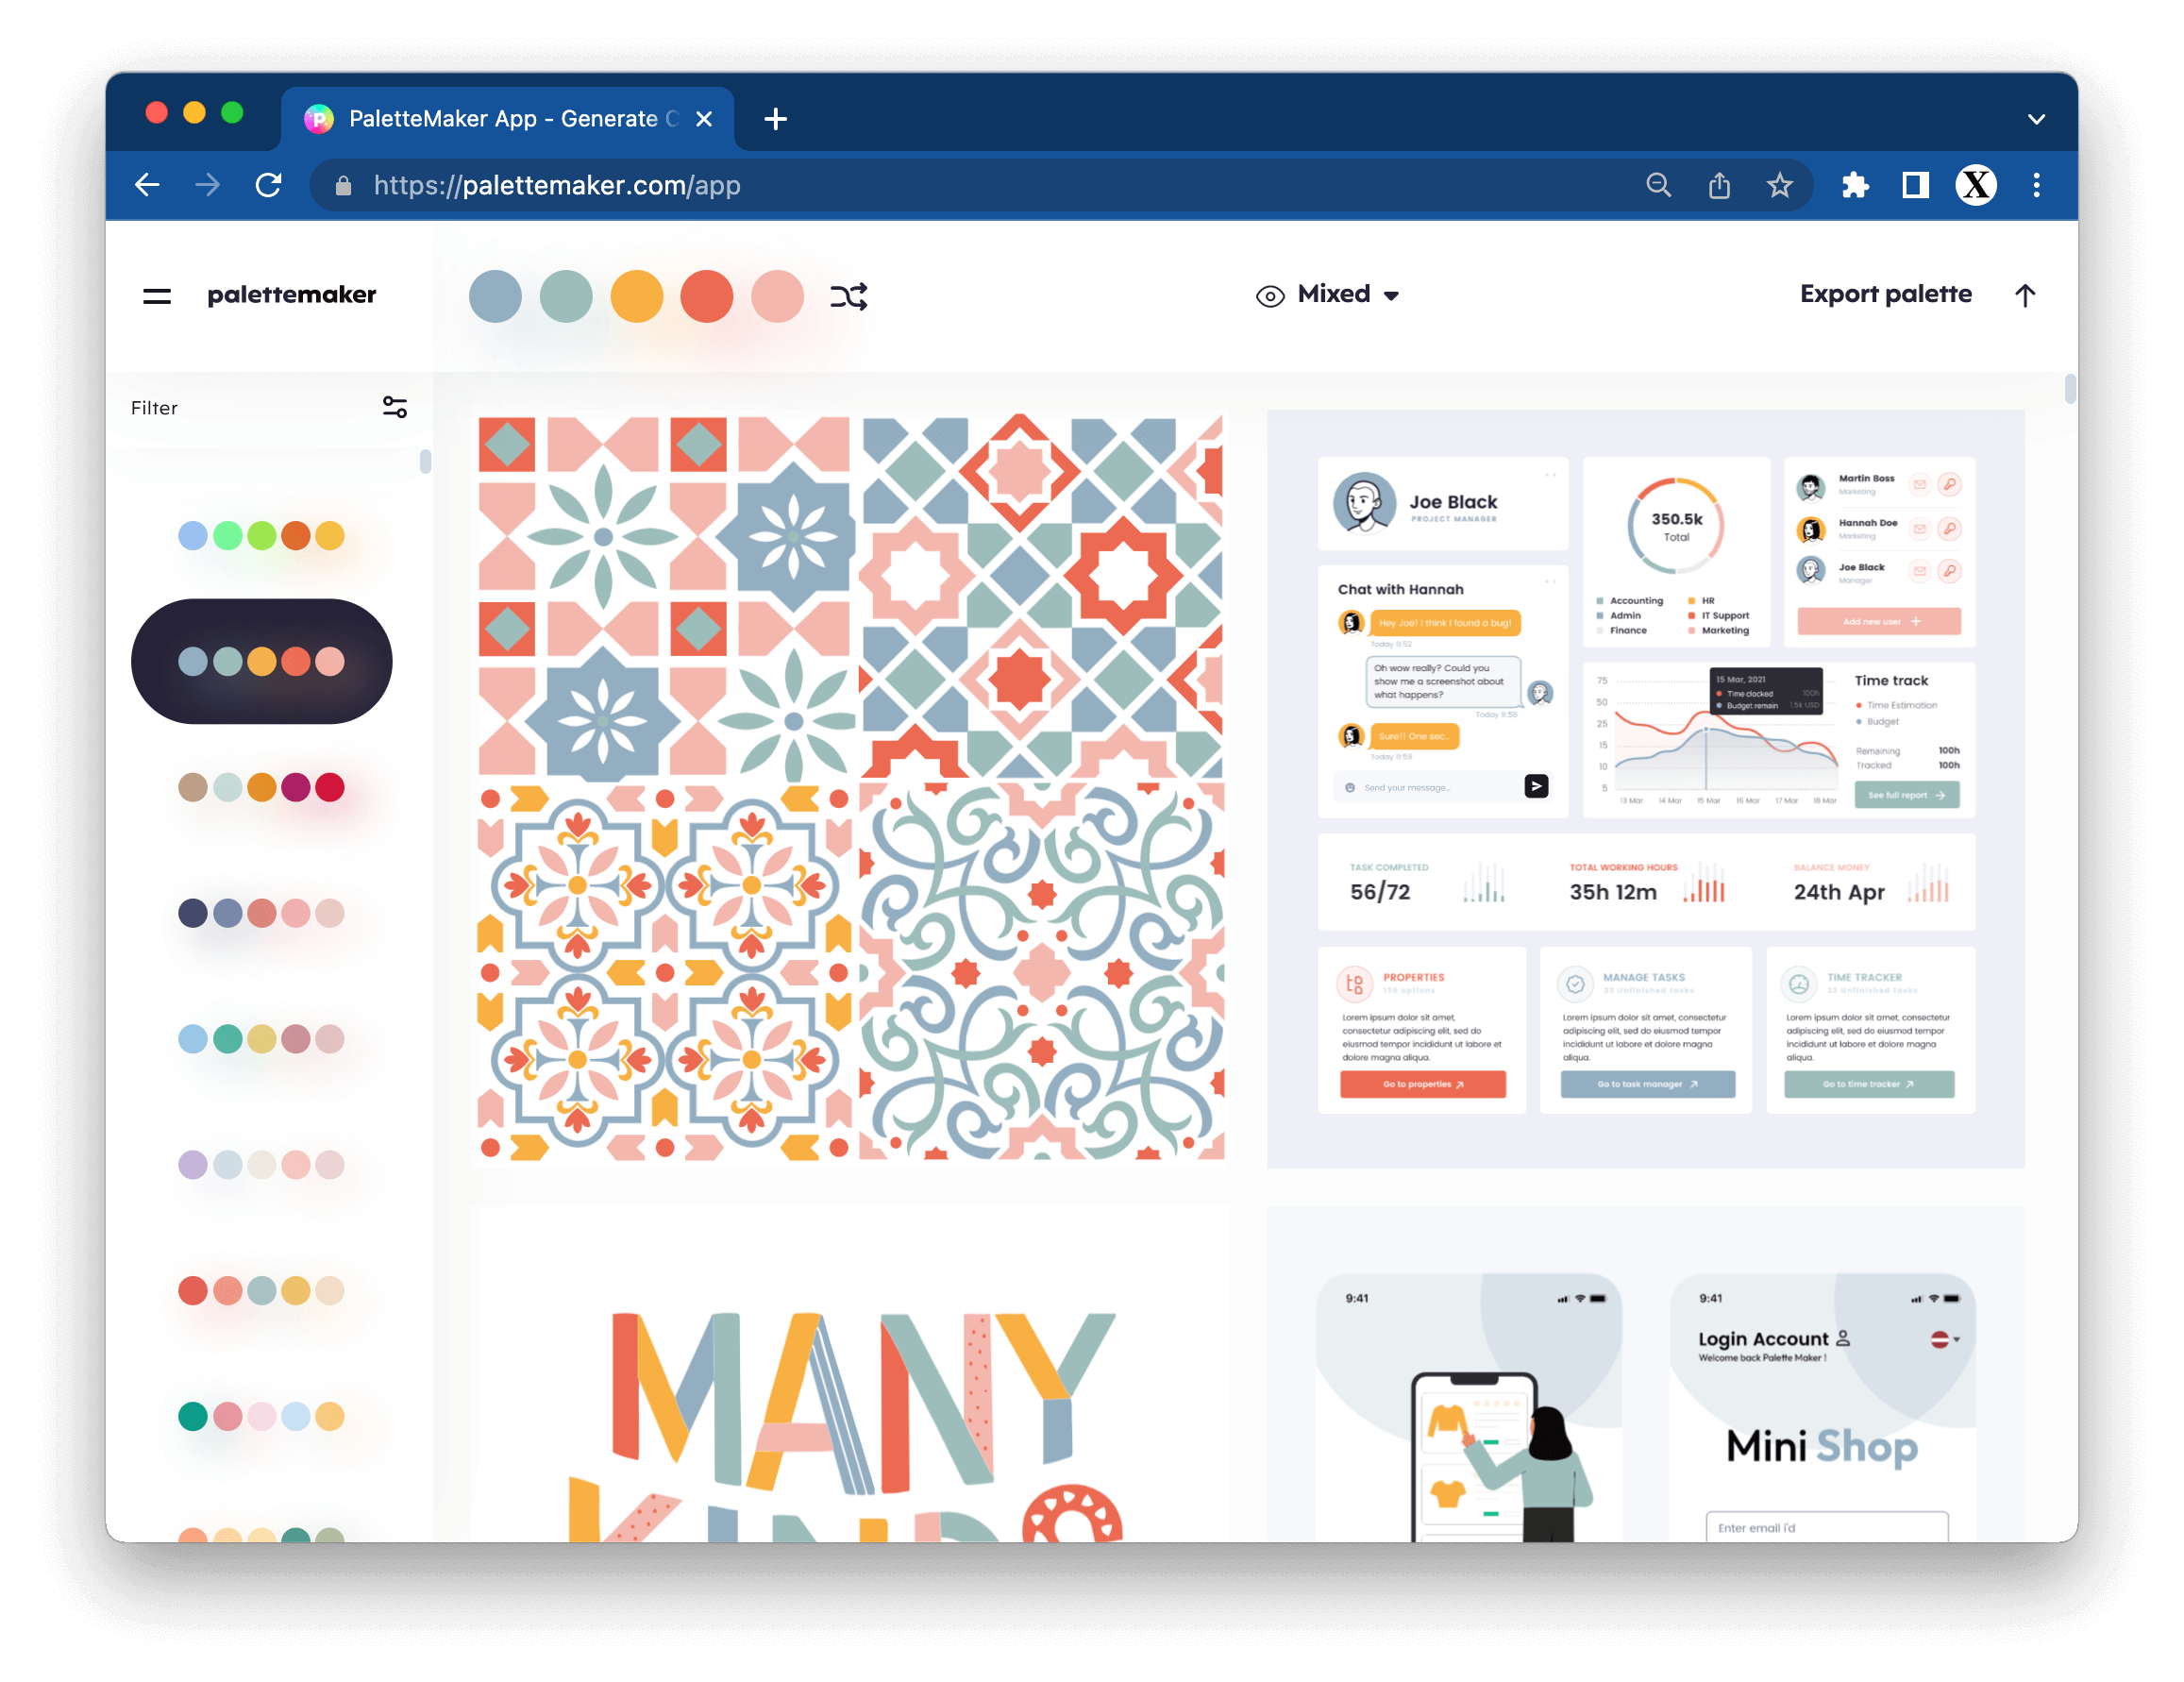 PaletteMaker App - Generate C
https://palettemaker.com/app
palettemaker
Mixed
Export palette
Filter
Joe Black
PROJECT MANAGER
350.5k
Total
Accounting
HR
Admin
IT Support
Finance
Marketing
Martin Boss
Marketing
Hannah Doe
Marketing
Joe Black
Manager
Add new user
Chat with Hannah
Hey Joe! I think I found a bug!
Today 11:52
Oh wow really? Could you
show me a screenshot about
what happens?
Today 11:56
Sure!! One sec..
Today 11:59
Send your message...
75
50
25
15
10
5
13 Mar
14 Mar
15 Mar
16 Mar
17 Mar
18 Mar
15 Mar, 2021
Time clocked 100h
Budget remain 1.5k USD
Time track
Time Estimation
Budget
Remaining 100h
Tracked 100h
See full report
TASK COMPLETED
56/72
TOTAL WORKING HOURS
35h 12m
BALANCE MONEY
24th Apr
PROPERTIES
136 options
Lorem ipsum dolor sit amet,
consectetur adipiscing elit, sed do
eiusmod tempor incididunt ut labore et
dolore magna aliqua.
Go to properties
MANAGE TASKS
23 Unfinished tasks
Lorem ipsum dolor sit amet, consectetur
adipiscing elit, sed do eiusmod tempor
incididunt ut labore et dolore magna
aliqua.
Go to task manager
TIME TRACKER
23 Unfinished tasks
Lorem ipsum dolor sit amet, consectetur
adipiscing elit, sed do eiusmod tempor
incididunt ut labore et dolore magna
aliqua.
Go to time tracker
MANY
9:41
9:41
Login Account
Welcome back Palette Maker !
Mini Shop
Enter email i'd